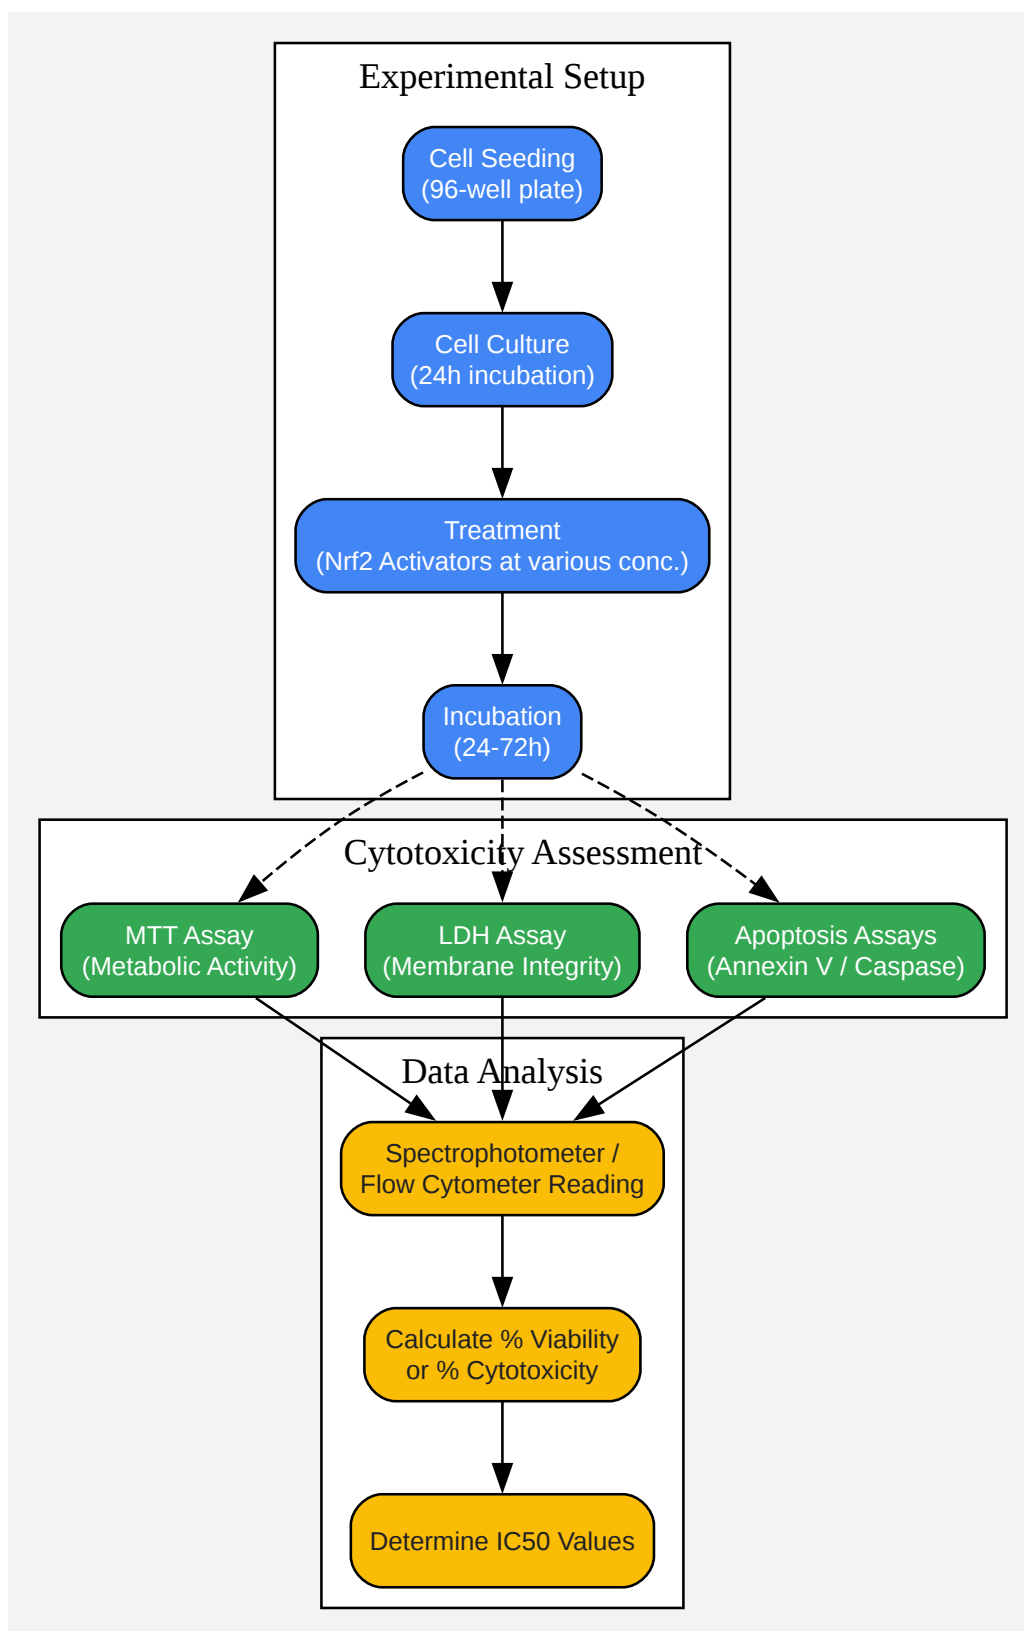 Experimental Setup
Cell Seeding
(96-well plate)
Cell Culture
(24h incubation)
Treatment
(Nrf2 Activators at various conc.)
Incubation
(24-72h)
Cytotoxicity Assessment
MTT Assay
(Metabolic Activity)
LDH Assay
(Membrane Integrity)
Apoptosis Assays
(Annexin V / Caspase)
Data Analysis
Spectrophotometer /
Flow Cytometer Reading
Calculate % Viability
or % Cytotoxicity
Determine IC50 Values